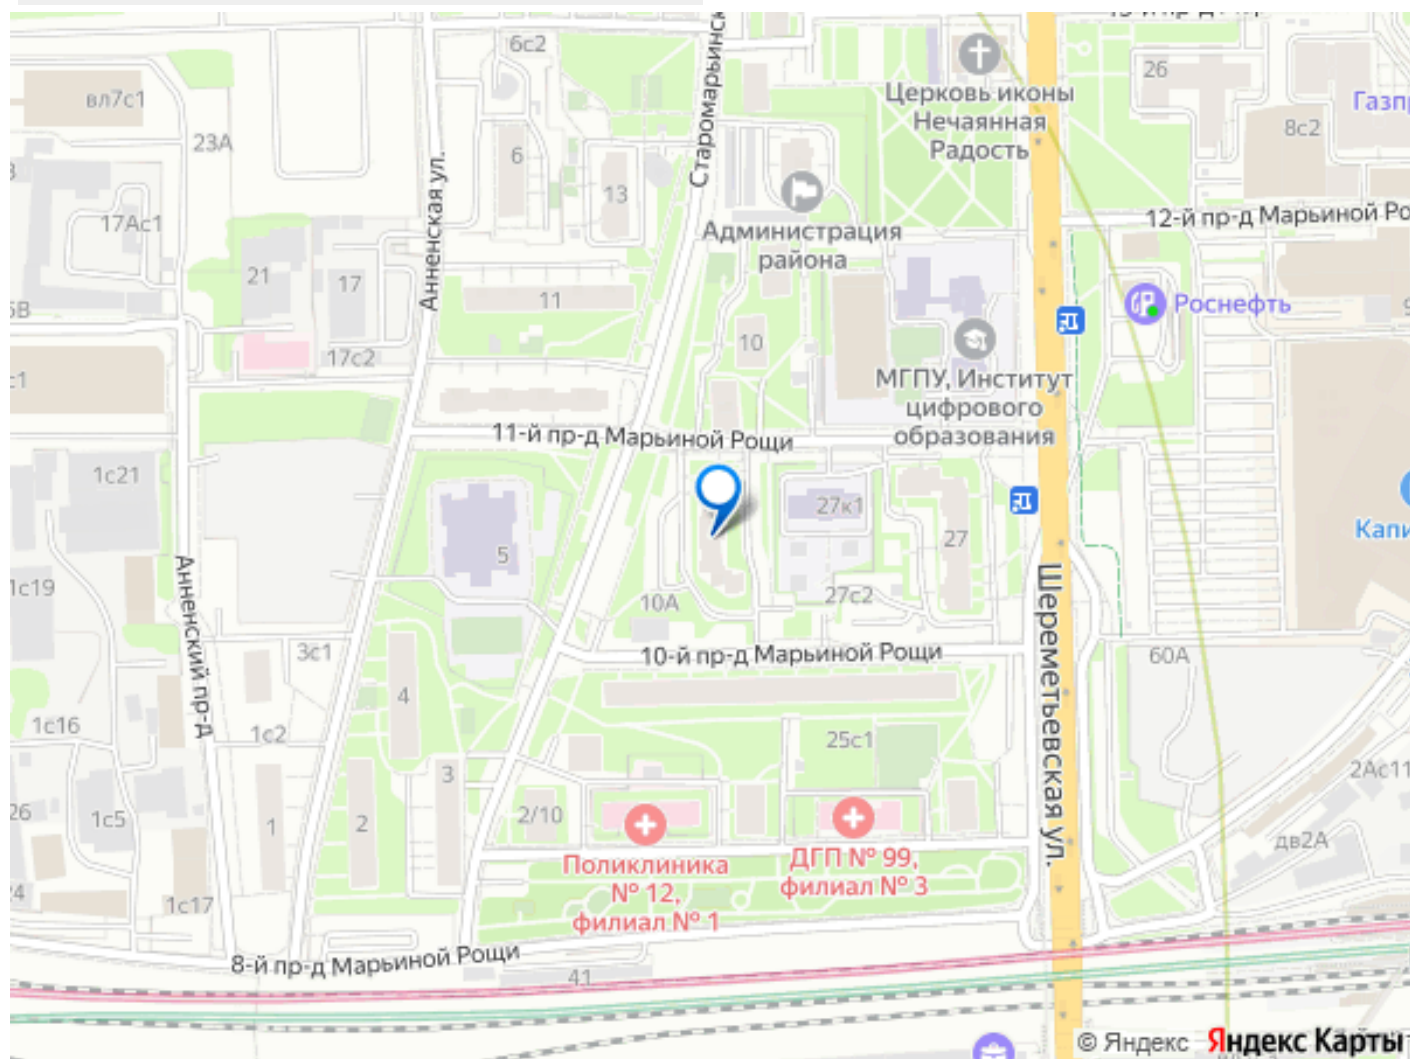 6с2
26
вл7с1
Церковь иконы
Нечаянная
Радость
8с2
23А
6
13
Старомарьинск
Анненская ул.
17Ас1
Администрация
района
12-й пр-д Марьиной Ро
21
17
11
Роснефть
10
17с2
МГПУ, Институт
цифрового
образования
11-й пр-д Марьиной Рощи
1с21
27к1
27
5
Капи
1с19
Анненский пр-д
Шереметьевская ул.
10А
27с2
10-й пр-д Марьиной Рощи
3с1
60А
4
1с16
1с2
25с1
2Ас11
3
26
1с5
1
2
2/10
дв2А
Поликлиника
№ 12,
филиал № 1
ДГП № 99,
филиал № 3
1с17
8-й пр-д Марьиной Рощи
41
© Яндекс Яндекс Карты